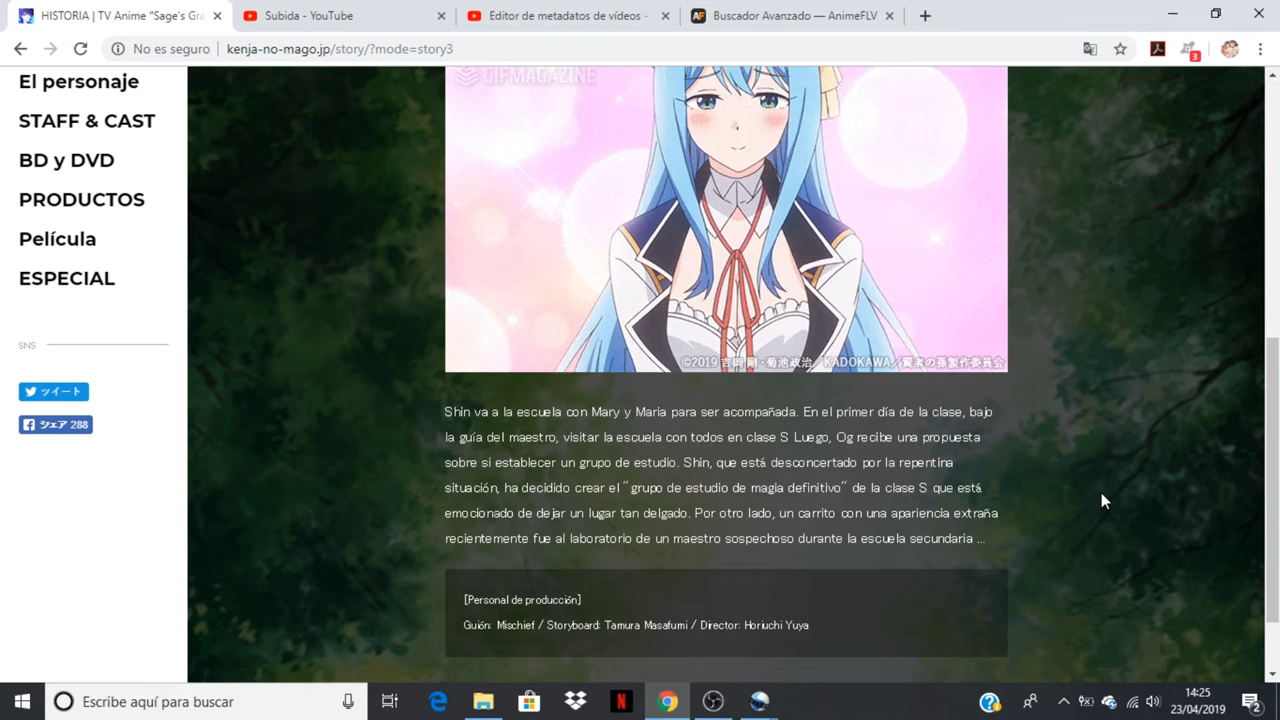 HISTORIA | TV Anime "Sage's Gra
Subida - YouTube
Editor de metadatos de vídeos -
AF
Buscador Avanzado — AnimeFLV
No es seguro
kenja-no-mago.jp/story/?mode=story3
3
El personaje
STAFF & CAST
BD y DVD
PRODUCTOS
Película
ESPECIAL
SNS
ツイート
シェア 288
GIFMAGAZINE
©2019 吉岡 剛・菊池政治／KADOKAWA／賢者の孫製作委員会
Shin va a la escuela con Mary y Maria para ser acompañada. En el primer día de la clase, bajo
la guía del maestro, visitar la escuela con todos en clase S Luego, Og recibe una propuesta
sobre si establecer un grupo de estudio. Shin, que está desconcertado por la repentina
situación, ha decidido crear el “grupo de estudio de magia definitivo” de la clase S que está
emocionado de dejar un lugar tan delgado. Por otro lado, un carrito con una apariencia extraña
recientemente fue al laboratorio de un maestro sospechoso durante la escuela secundaria ...
[Personal de producción]
Guión: Mischief / Storyboard: Tamura Masafumi / Director: Horiuchi Yuya
Escribe aquí para buscar
14:25
23/04/2019
2